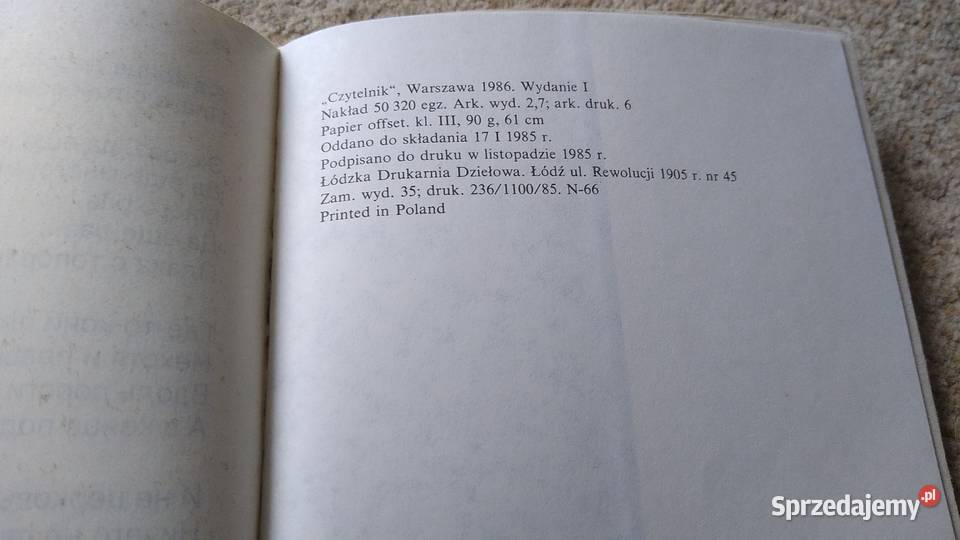 „Czytelnik“, Warszawa 1986. Wydanie I
Nakład 50 320 egz. Ark. wyd. 2,7; ark. druk. 6
Papier offset. kl. III, 90 g, 61 cm
Oddano do składania 17 I 1985 r.
Podpisano do druku w listopadzie 1985 r.
Łódzka Drukarnia Dziełowa. Łódź ul. Rewolucji 1905 r. nr 45
Zam. wyd. 35; druk. 236/1100/85. N-66
Printed in Poland
Sprzedajemy.pl